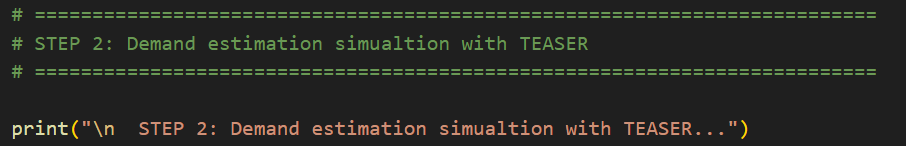 # =========================================================================
# STEP 2: Demand estimation simualtion with TEASER
# =========================================================================
print("\n  STEP 2: Demand estimation simualtion with TEASER...")